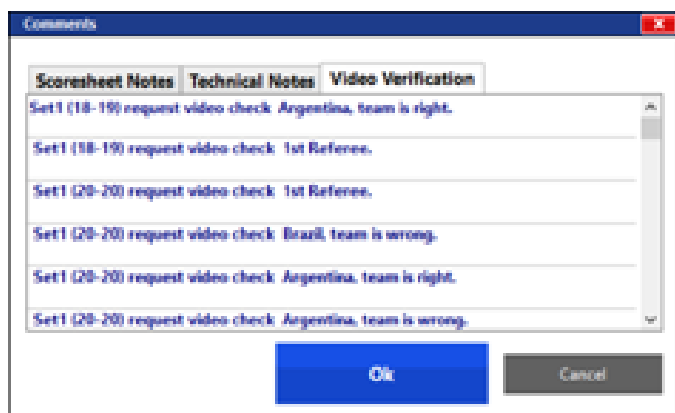 Comments
Scoresheet Notes Technical Notes Video Verification
Set1 (18-19) request video check Argentina, team is right.
Set1 (18-19) request video check 1st Referee.
Set1 (20-20) request video check 1st Referee.
Set1 (20-20) request video check Brazil, team is wrong.
Set1 (20-20) request video check Argentina, team is right.
Set1 (20-20) request video check Argentina, team is wrong.
Ok Cancel